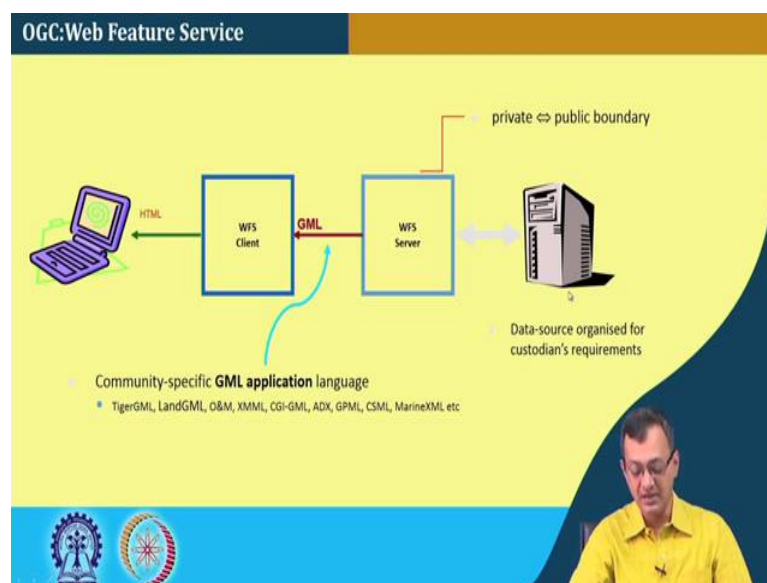 OGC:Web Feature Service
private ⇔ public boundary
HTML
WFS
Client
GML
WFS
Server
Data-source organised for
custodian's requirements
Community-specific GML application language
TigerGML, LandGML, O&M, XMML, CGI-GML, ADX, GPML, CSML, MarineXML etc